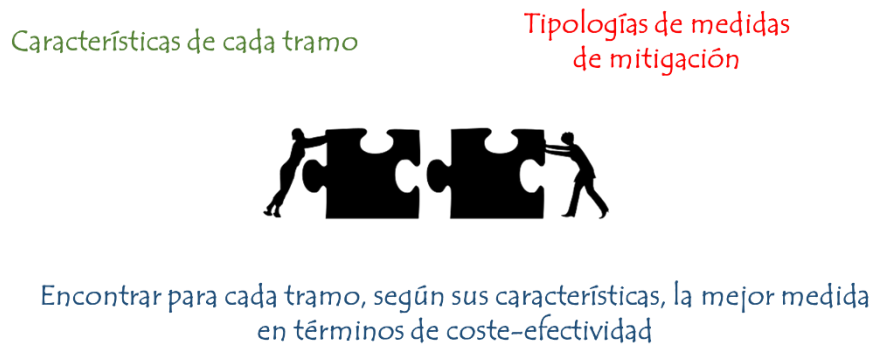 Características de cada tramo
Tipologías de medidas
de mitigación
Encontrar para cada tramo, según sus características, la mejor medida
en términos de coste-efectividad